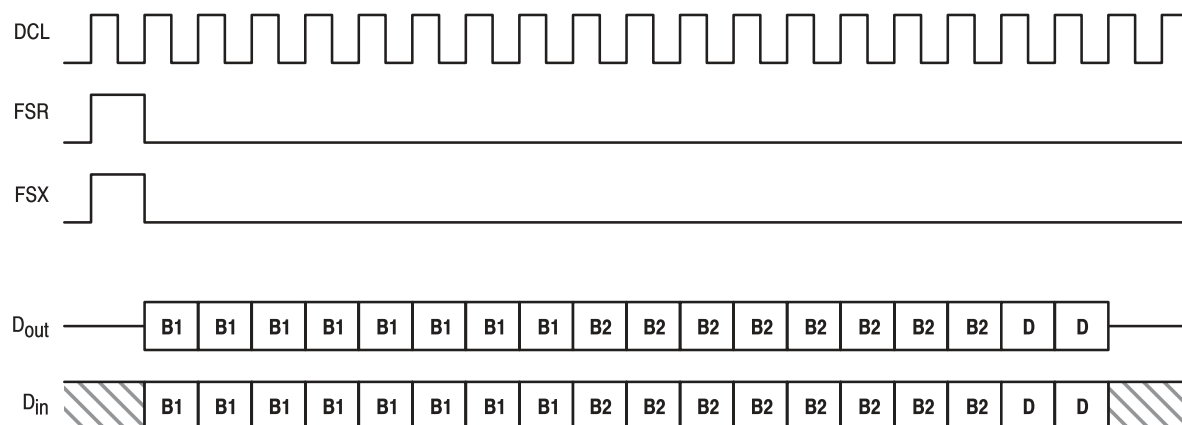 DCL
FSR
FSX
Dout B1 B1 B1 B1 B1 B1 B1 B1 B2 B2 B2 B2 B2 B2 B2 B2 D D
Din B1 B1 B1 B1 B1 B1 B1 B1 B2 B2 B2 B2 B2 B2 B2 B2 D D